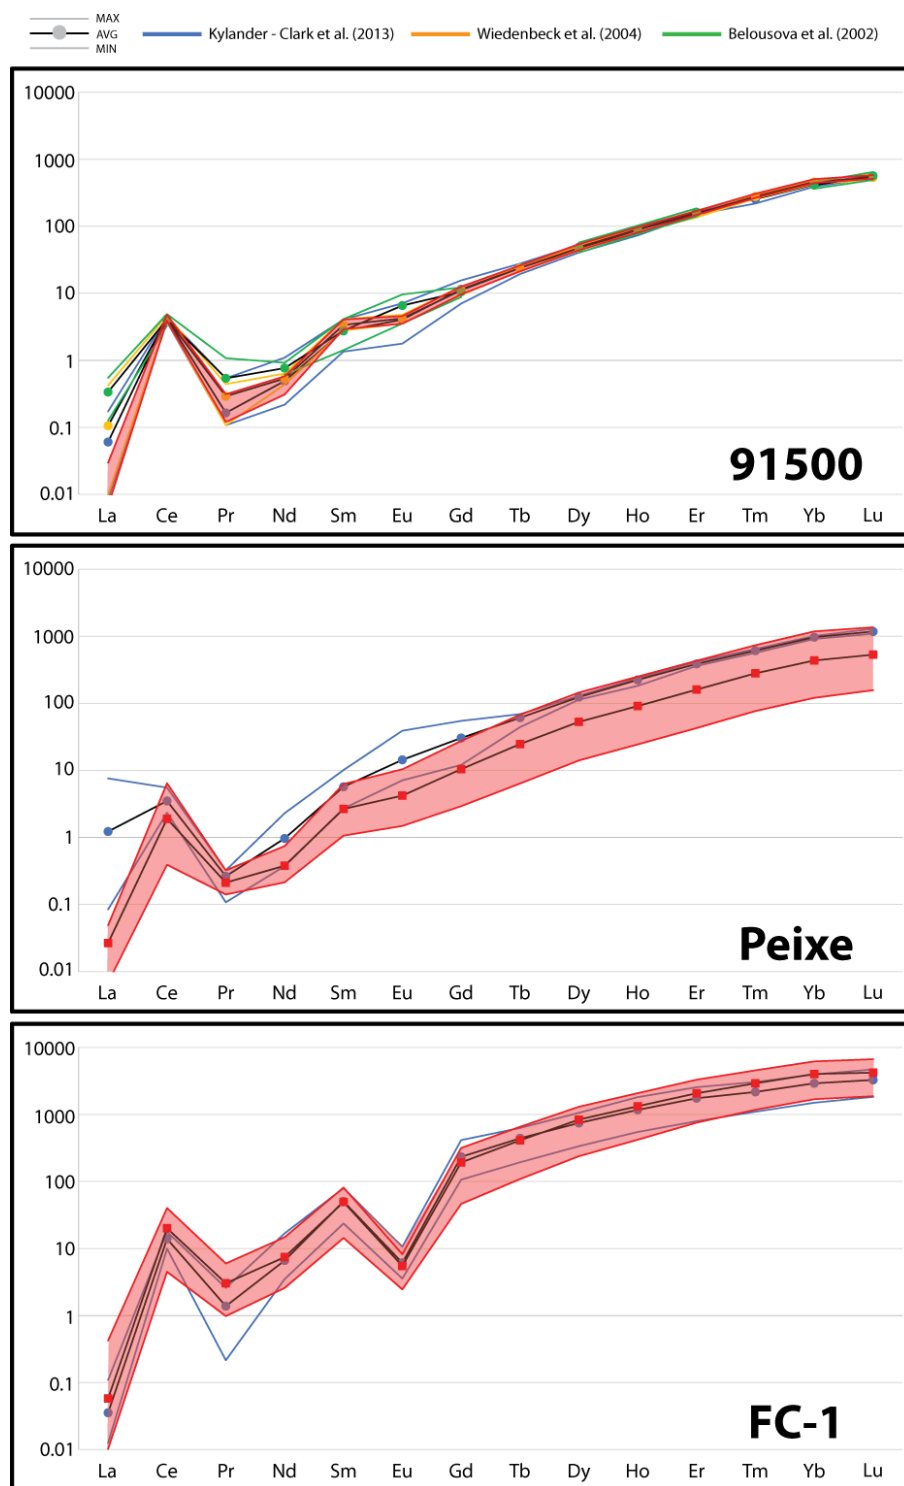 MAX
AVG
MIN
Kylander - Clark et al. (2013)
Wiedenbeck et al. (2004)
Belousova et al. (2002)
10000
1000
100
10
1
0.1
0.01
91500
La Ce Pr Nd Sm Eu Gd Tb Dy Ho Er Tm Yb Lu
10000
1000
100
10
1
0.1
0.01
Peixe
La Ce Pr Nd Sm Eu Gd Tb Dy Ho Er Tm Yb Lu
10000
1000
100
10
1
0.1
0.01
FC-1
La Ce Pr Nd Sm Eu Gd Tb Dy Ho Er Tm Yb Lu